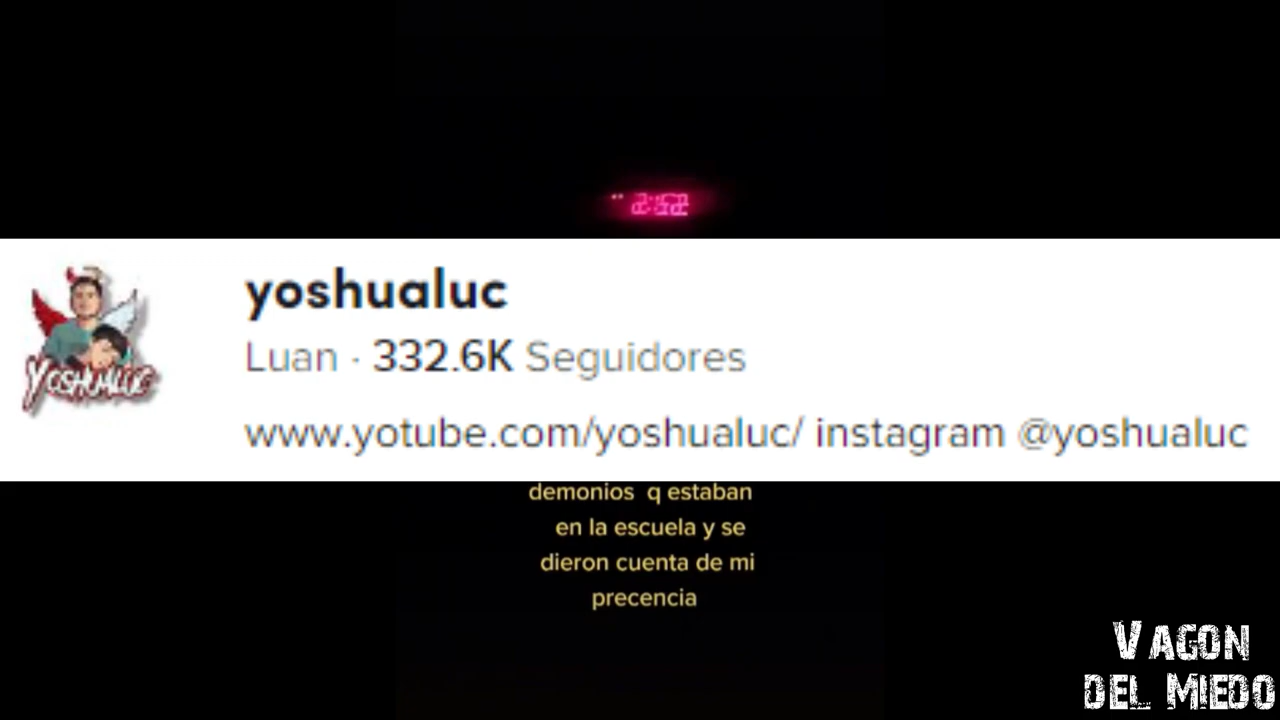 2:52
yoshualuc
Luan · 332.6K Seguidores
YOSHUALUC
www.yotube.com/yoshualuc/ instagram @yoshualuc
demonios q estaban
en la escuela y se
dieron cuenta de mi
precencia
VAGON
DEL MIEDO